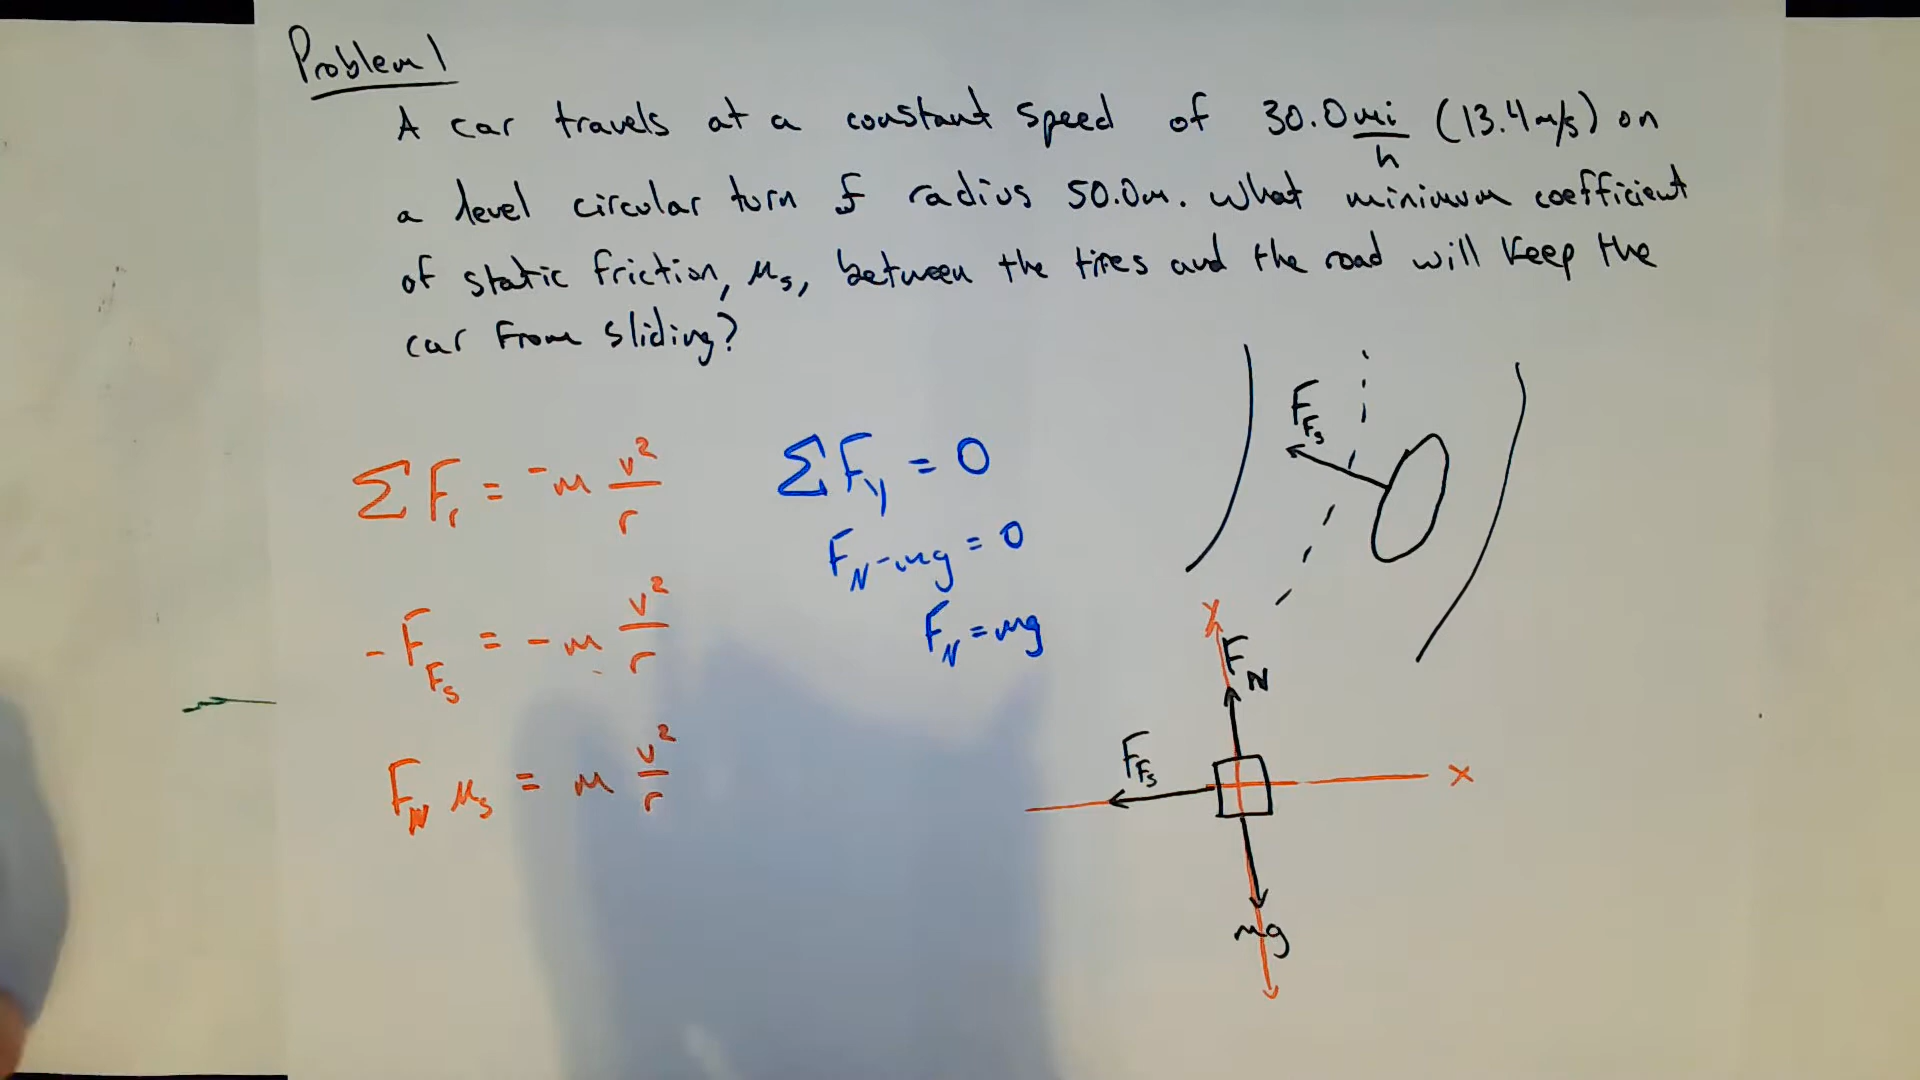 Problem 1
A car travels at a constant speed of 30.0 mi/h (13.4 m/s) on
a level circular turn of radius 50.0m. What minimum coefficient
of static friction, μs, between the tires and the road will keep the
car from sliding?
ΣFr = -m v²/r
-FFs = -m v²/r
FN μs = m v²/r
ΣFy = 0
FN - mg = 0
FN = mg
FFs
y
FN
FFs
x
mg